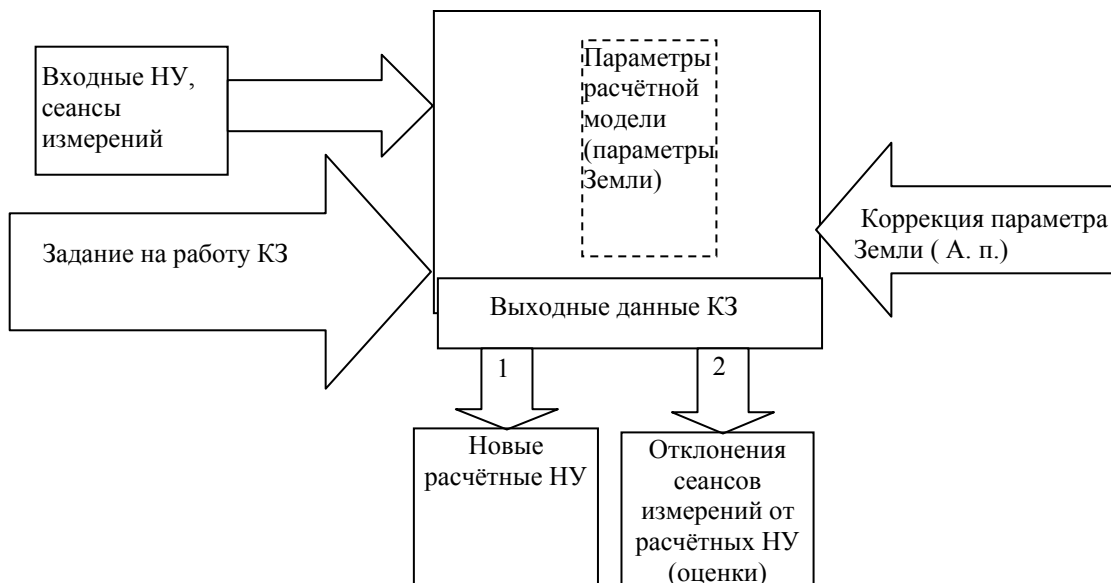 Входные НУ,
сеансы
измерений
Параметры
расчётной
модели
(параметры
Земли)
Задание на работу КЗ
Коррекция параметра
Земли ( А. п.)
Выходные данные КЗ
1
2
Новые
расчётные НУ
Отклонения
сеансов
измерений от
расчётных НУ
(оценки)